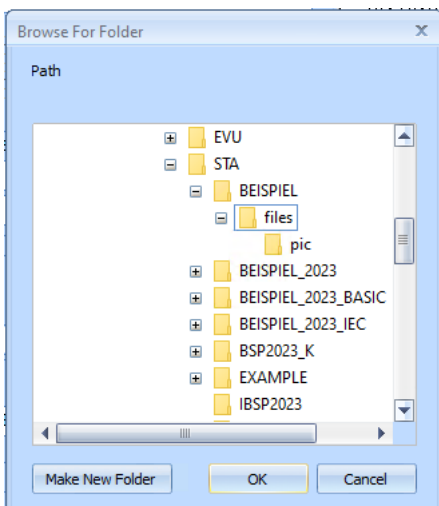 Browse For Folder
Path
EVU
STA
BEISPIEL
files
pic
BEISPIEL_2023
BEISPIEL_2023_BASIC
BEISPIEL_2023_IEC
BSP2023_K
EXAMPLE
IBSP2023
Make New Folder OK Cancel